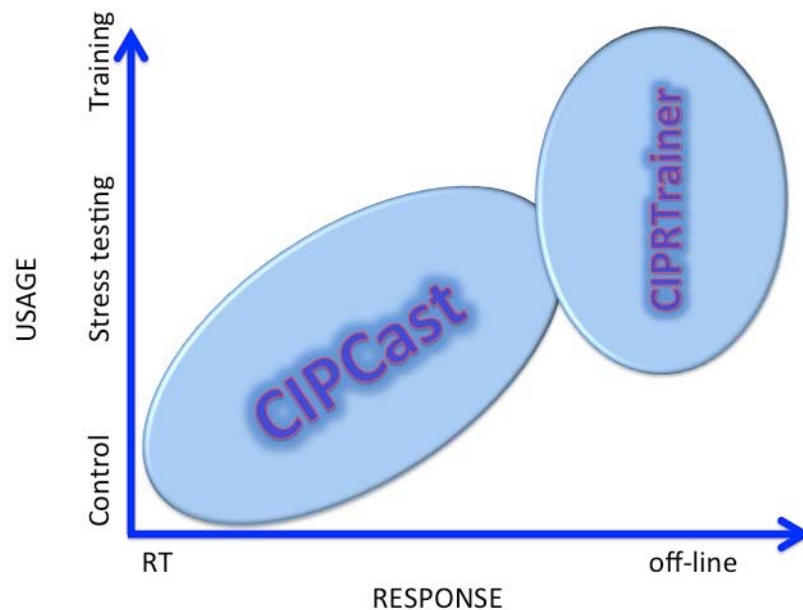 Training
Stress testing
Control
USAGE
CIPCast
CIPRTrainer
RT
off-line
RESPONSE